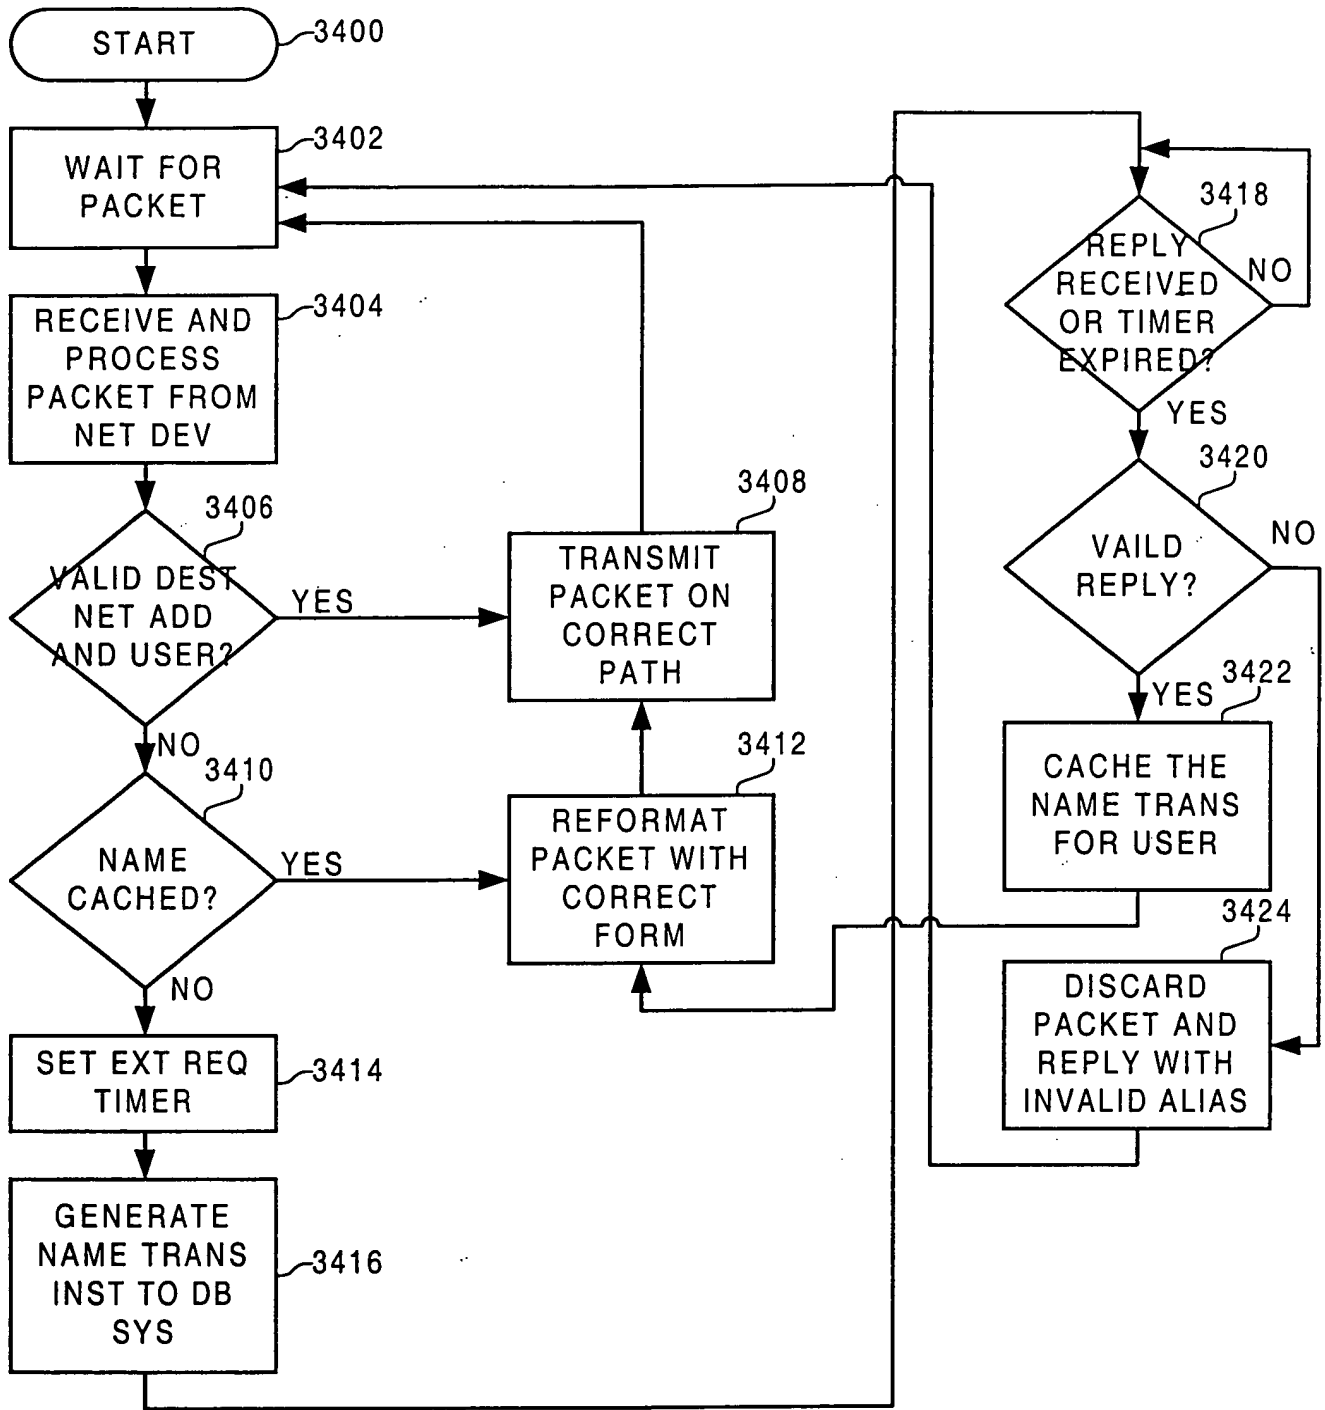 START
3400
3402
WAIT FOR
PACKET
3404
RECEIVE AND
PROCESS
PACKET FROM
NET DEV
3406
VALID DEST
NET ADD
AND USER?
YES
NO
3408
TRANSMIT
PACKET ON
CORRECT
PATH
3410
NAME
CACHED?
YES
NO
3412
REFORMAT
PACKET WITH
CORRECT
FORM
SET EXT REQ
TIMER
3414
GENERATE
NAME TRANS
INST TO DB
SYS
3416
3418
REPLY
RECEIVED
OR TIMER
EXPIRED?
NO
YES
3420
VAILD
REPLY?
NO
YES
3422
CACHE THE
NAME TRANS
FOR USER
3424
DISCARD
PACKET AND
REPLY WITH
INVALID ALIAS